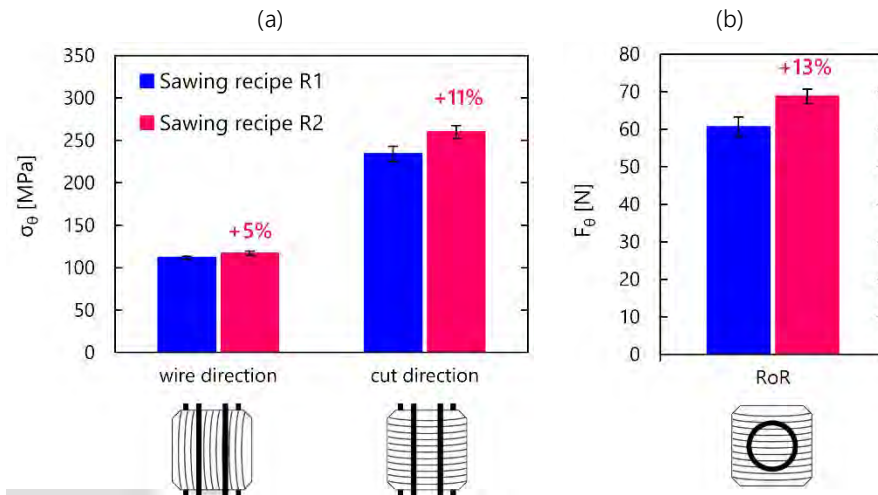 (a)
350
300
250
200
150
100
50
0
σθ [MPa]
Sawing recipe R1
Sawing recipe R2
+5%
+11%
wire direction
cut direction
(b)
80
70
60
50
40
30
20
10
0
Fθ [N]
+13%
RoR